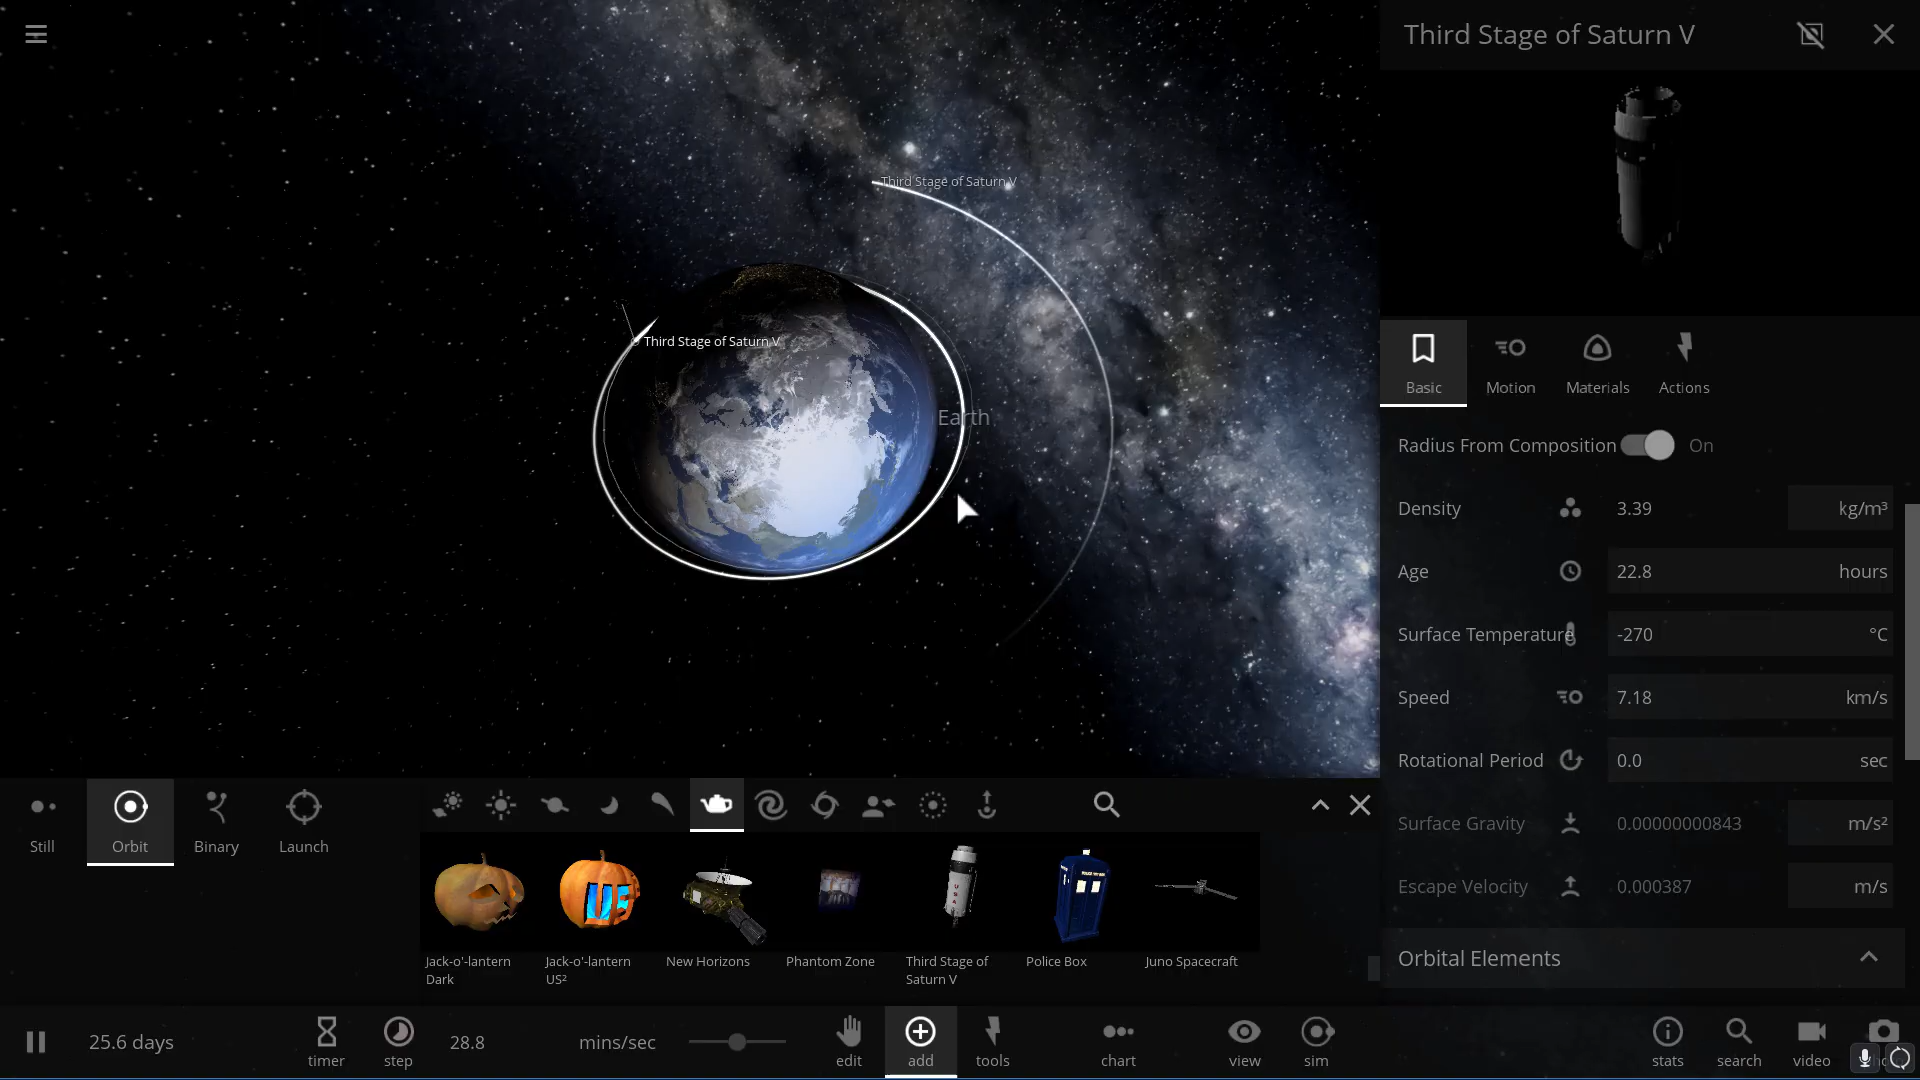 Third Stage of Saturn V
Third Stage of Saturn V
Third Stage of Saturn V
Earth
Basic
Motion
Materials
Actions
Radius From Composition On
Density 3.39 kg/m³
Age 22.8 hours
Surface Temperature -270 °C
Speed 7.18 km/s
Rotational Period 0.0 sec
Surface Gravity 0.00000000843 m/s²
Escape Velocity 0.000387 m/s
Orbital Elements
Still
Orbit
Binary
Launch
Jack-o'-lantern
Dark
Jack-o'-lantern
US²
New Horizons
Phantom Zone
Third Stage of
Saturn V
Police Box
Juno Spacecraft
25.6 days
timer
step
28.8 mins/sec
edit
add
tools
chart
view
sim
stats
search
video